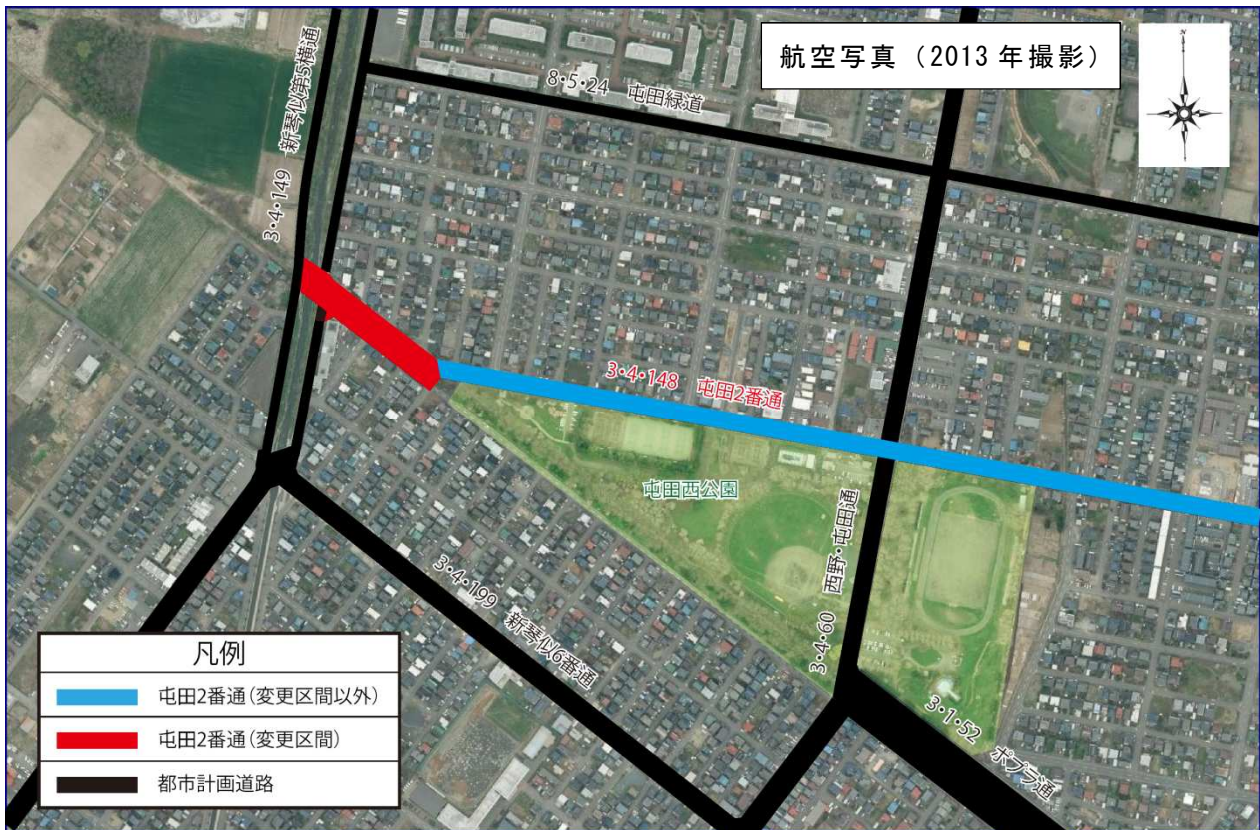 航空写真（2013年撮影）
N
8・5・24 屯田緑道
3・4・149 新琴似第5横通
3・4・148 屯田2番通
屯田西公園
3・4・60 西野・屯田通
3・4・199 新琴似6番通
3・1・52 ポプラ通
凡例
屯田2番通(変更区間以外)
屯田2番通(変更区間)
都市計画道路